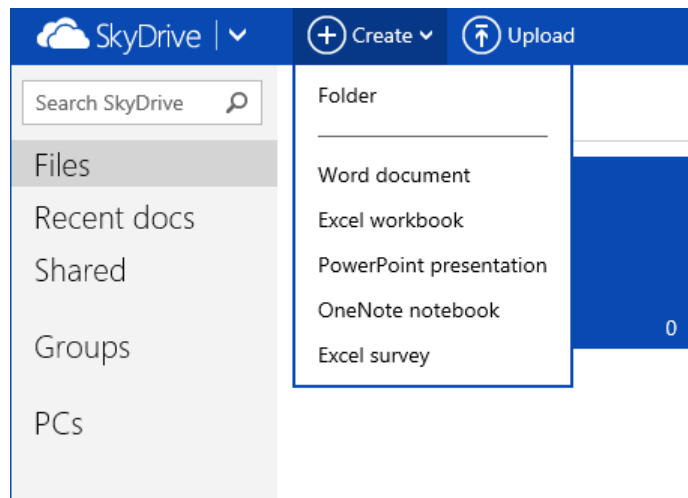 SkyDrive
Create
Upload
Search SkyDrive
Files
Recent docs
Shared
Groups
PCs
Folder
Word document
Excel workbook
PowerPoint presentation
OneNote notebook
Excel survey
0